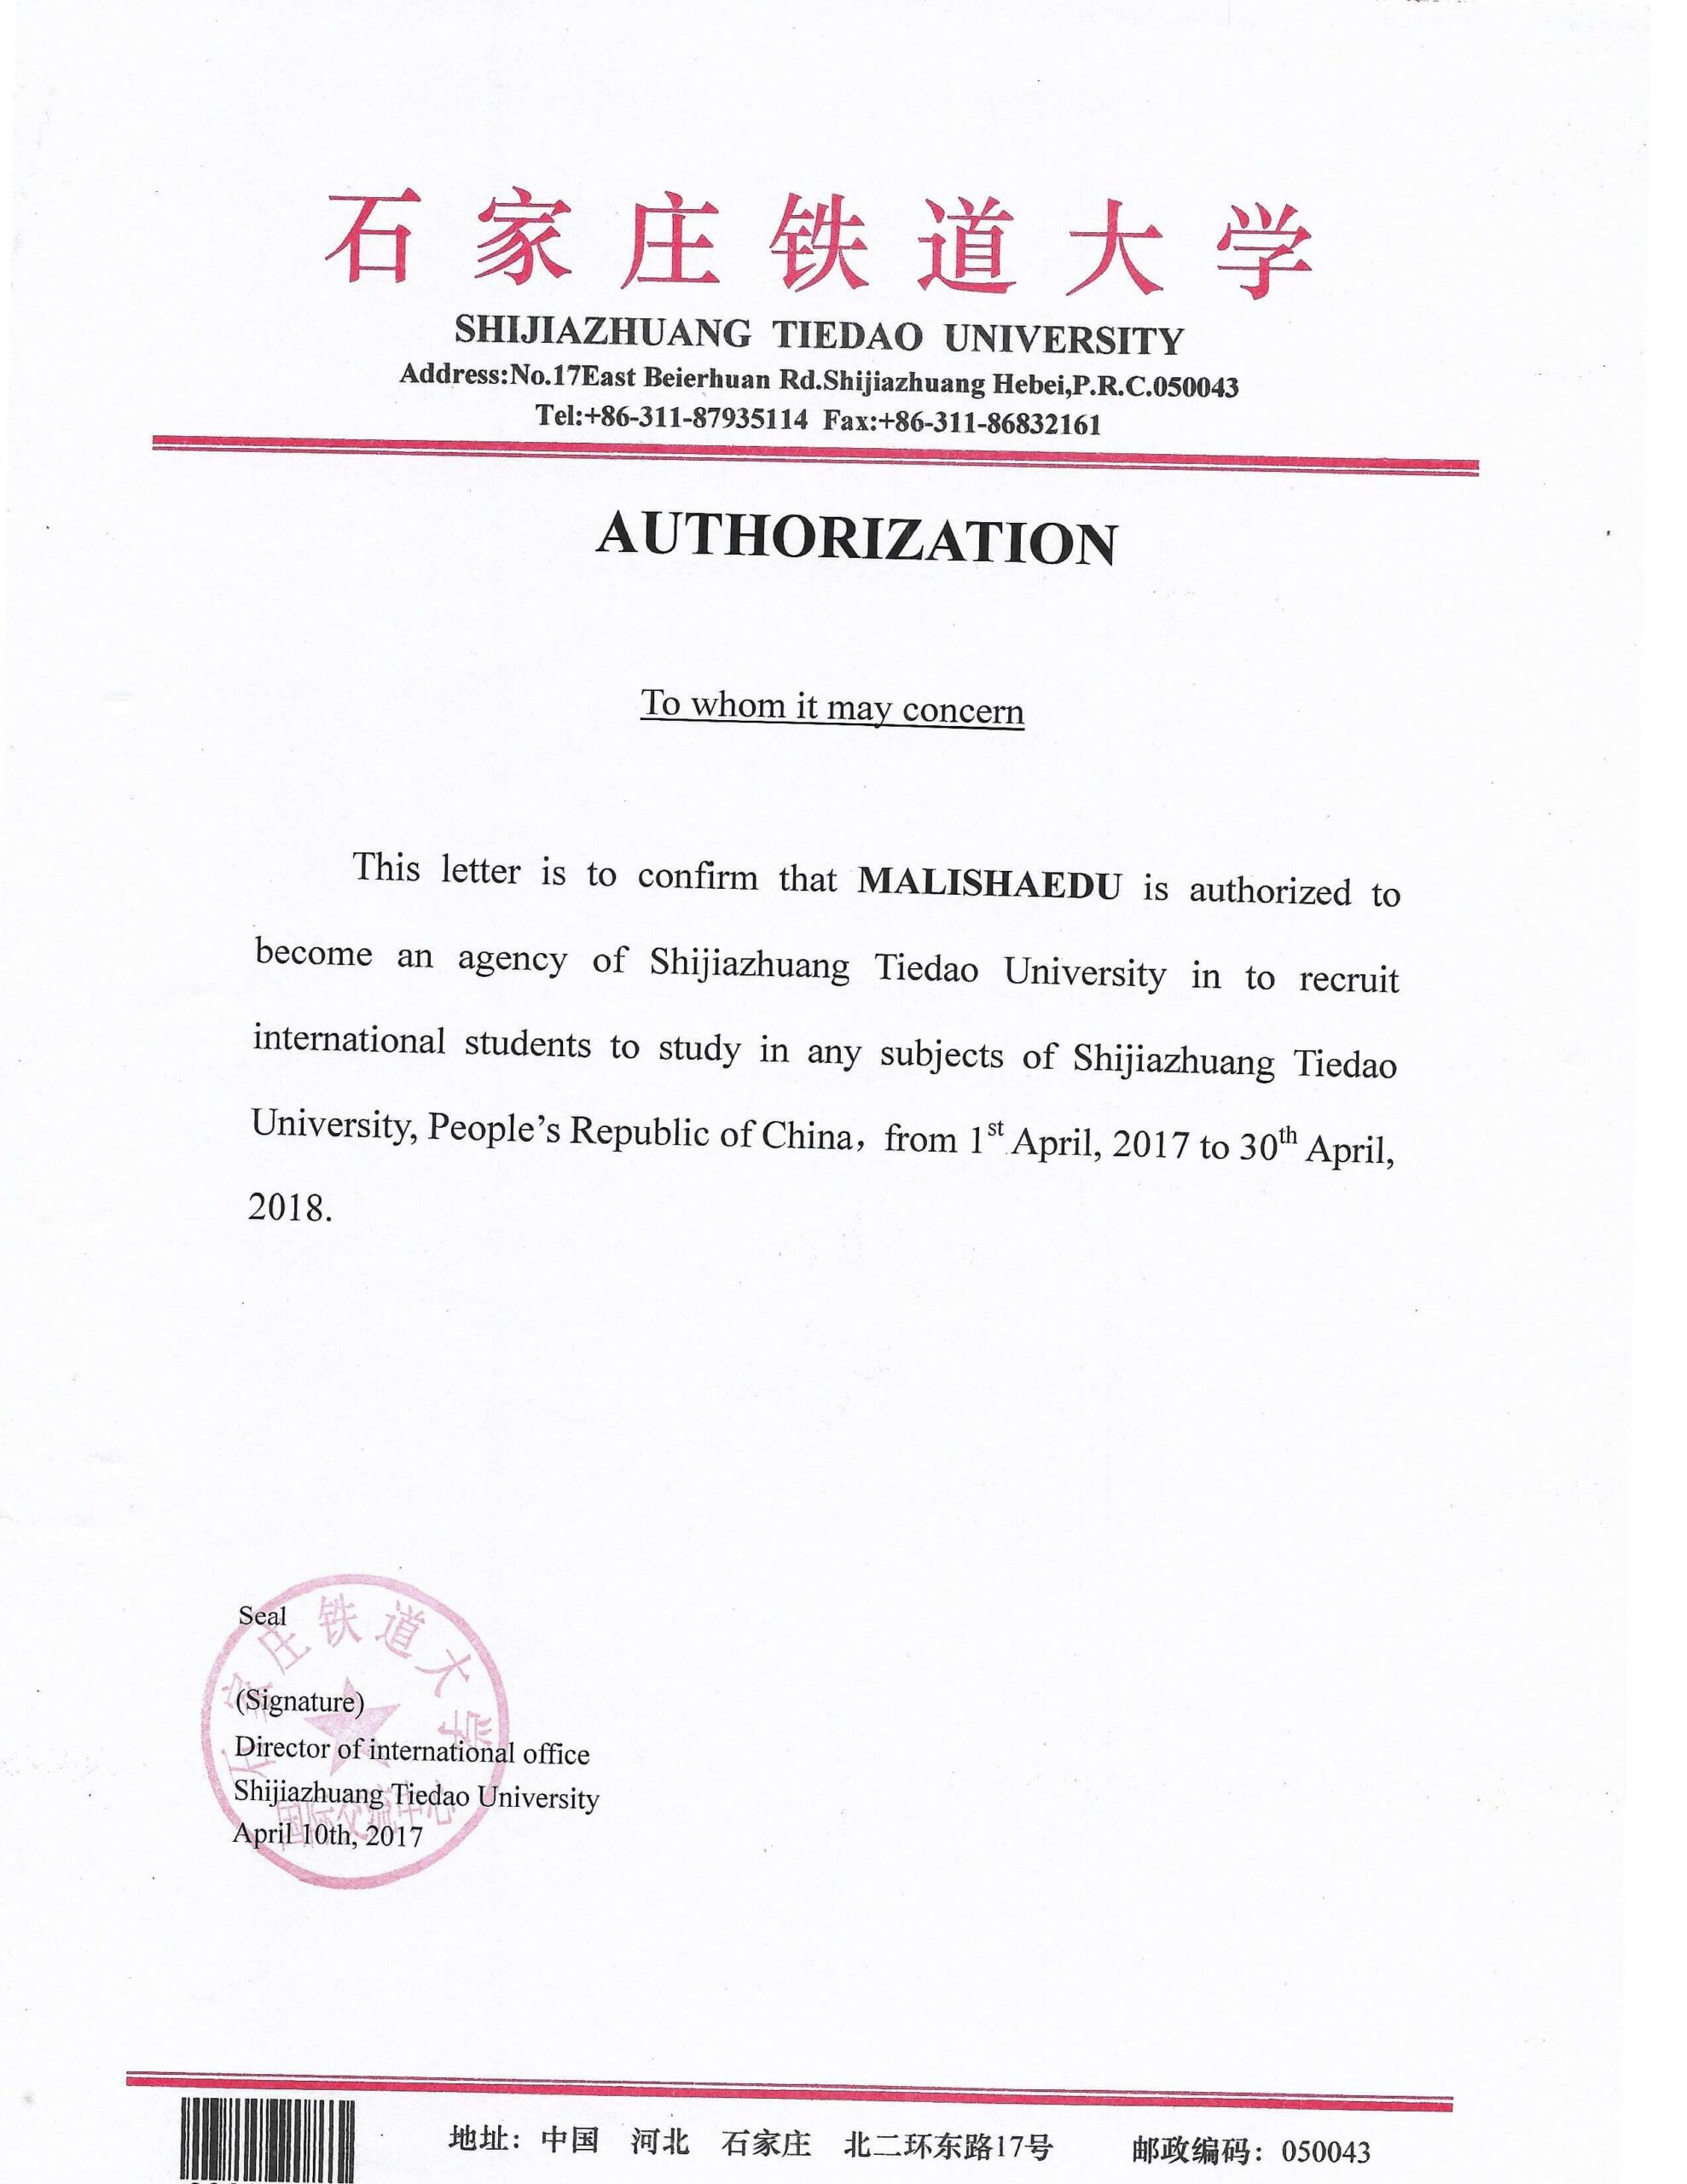 石家庄铁道大学
SHIJIAZHUANG TIEDAO UNIVERSITY
Address:No.17East Beierhuan Rd.Shijiazhuang Hebei,P.R.C.050043
Tel:+86-311-87935114 Fax:+86-311-86832161
AUTHORIZATION
To whom it may concern
This letter is to confirm that MALISHAEDU is authorized to
become an agency of Shijiazhuang Tiedao University in to recruit
international students to study in any subjects of Shijiazhuang Tiedao
University, People’s Republic of China，from 1st April, 2017 to 30th April,
2018.
石家庄铁道大学
Seal
(Signature)
Director of international office
Shijiazhuang Tiedao University
国际交流中心
April 10th, 2017
地址：中国 河北 石家庄 北二环东路17号 邮政编码：050043